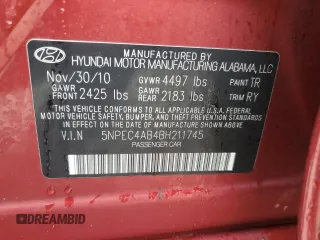 MANUFACTURED BY
HYUNDAI MOTOR MANUFACTURING ALABAMA, LLC
Nov/30/10 GVWR 4497 lbs PAINT TR
GAWR FRONT 2425 lbs GAWR REAR 2183 lbs TRIM RY
THIS VEHICLE CONFORMS TO ALL APPLICABLE
FEDERAL MOTOR VEHICLE SAFETY, BUMPER,
AND THEFT PREVENTION STANDARDS IN EFFECT
ON THE DATE OF MANUFACTURE SHOWN ABOVE.
V.I.N 5NPEC4AB4BH211745
PASSENGER CAR
DREAMBID